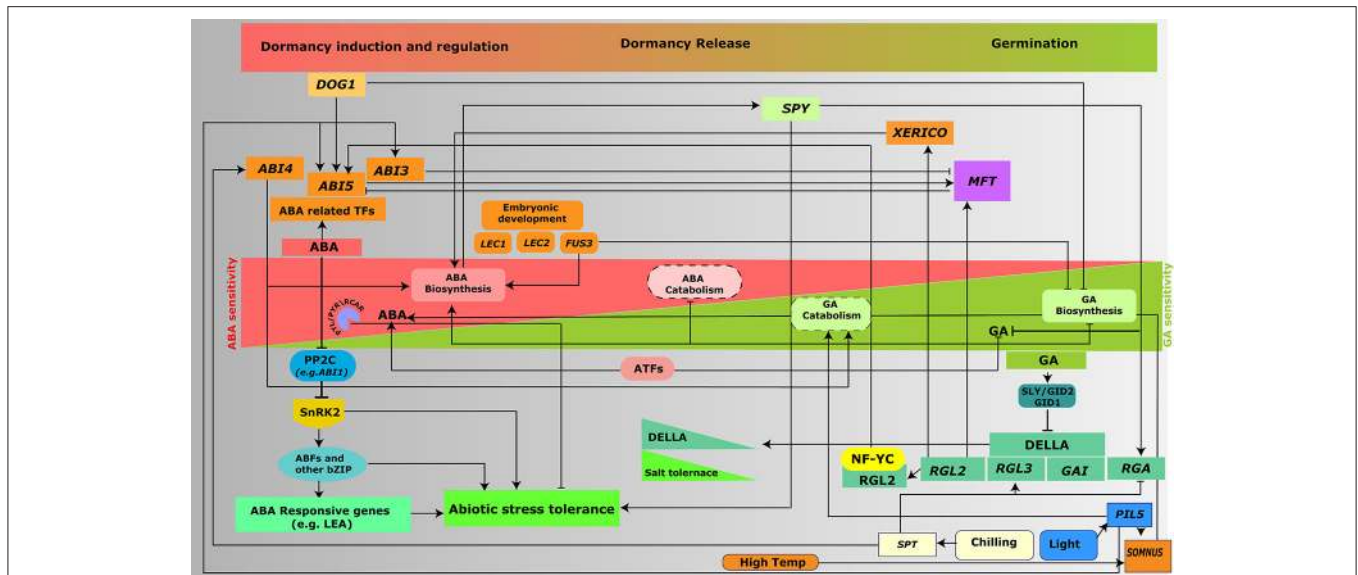 Dormancy induction and regulation
Dormancy Release
Germination
DOG1
SPY
XERICO
ABI4
ABI3
ABI5
MFT
ABA related TFs
Embryonic
development
LEC1
LEC2
FUS3
ABA
ABA sensitivity
GA sensitivity
ABA
Biosynthesis
ABA
Catabolism
GA
Catabolism
GA
Biosynthesis
PYL/PYR\RCAR
ABA
GA
PP2C
(e.g.ABI1)
ATFs
GA
SLY/GID2
GID1
SnRK2
DELLA
DELLA
NF-YC
RGL2
RGL2
RGL3
GAI
RGA
ABFs and
other bZIP
Salt tolernace
ABA Responsive genes
(e.g. LEA)
Abiotic stress tolerance
PIL5
SPT
Chilling
Light
SOMNUS
High Temp